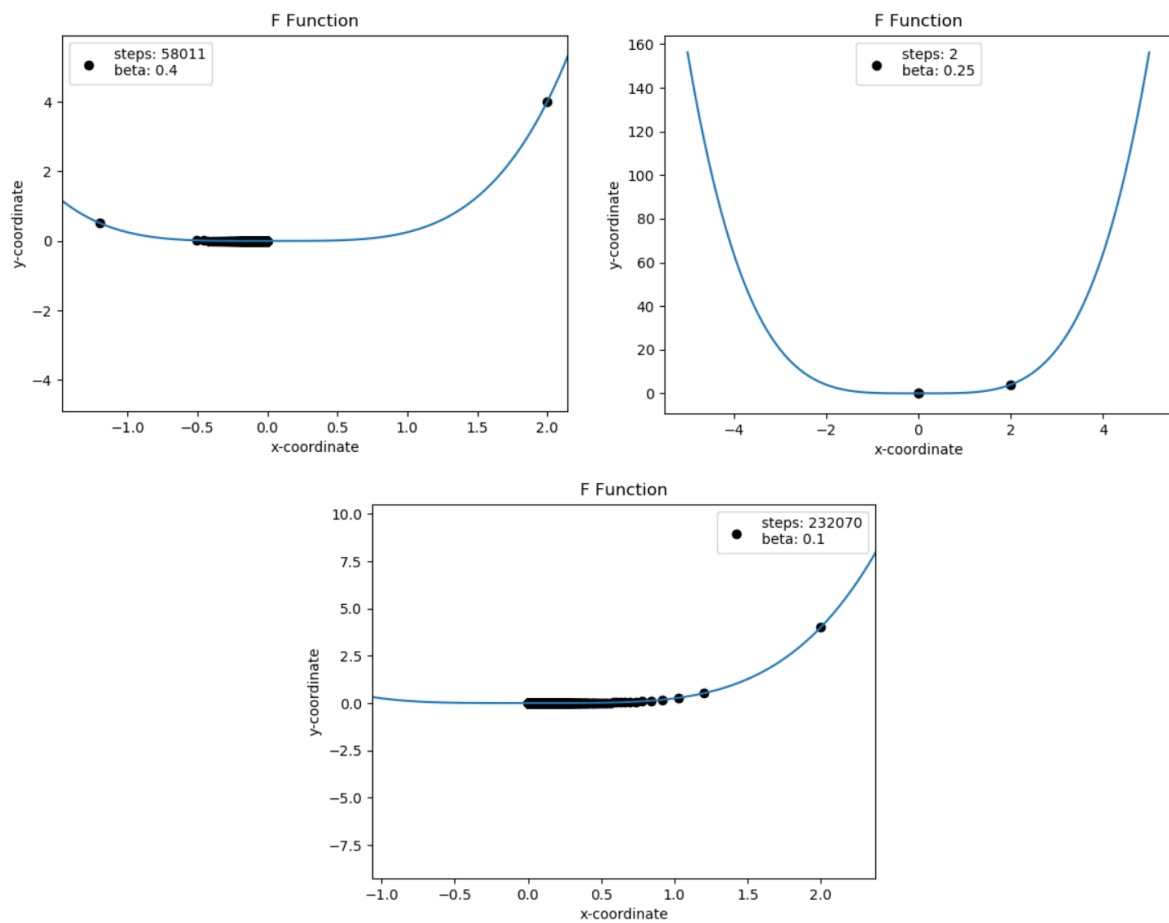 F Function
steps: 58011
beta: 0.4
4
2
0
−2
−4
y-coordinate
−1.0 −0.5 0.0 0.5 1.0 1.5 2.0
x-coordinate
F Function
steps: 2
beta: 0.25
160
140
120
100
80
60
40
20
0
y-coordinate
−4 −2 0 2 4
x-coordinate
F Function
steps: 232070
beta: 0.1
10.0
7.5
5.0
2.5
0.0
−2.5
−5.0
−7.5
y-coordinate
−1.0 −0.5 0.0 0.5 1.0 1.5 2.0
x-coordinate